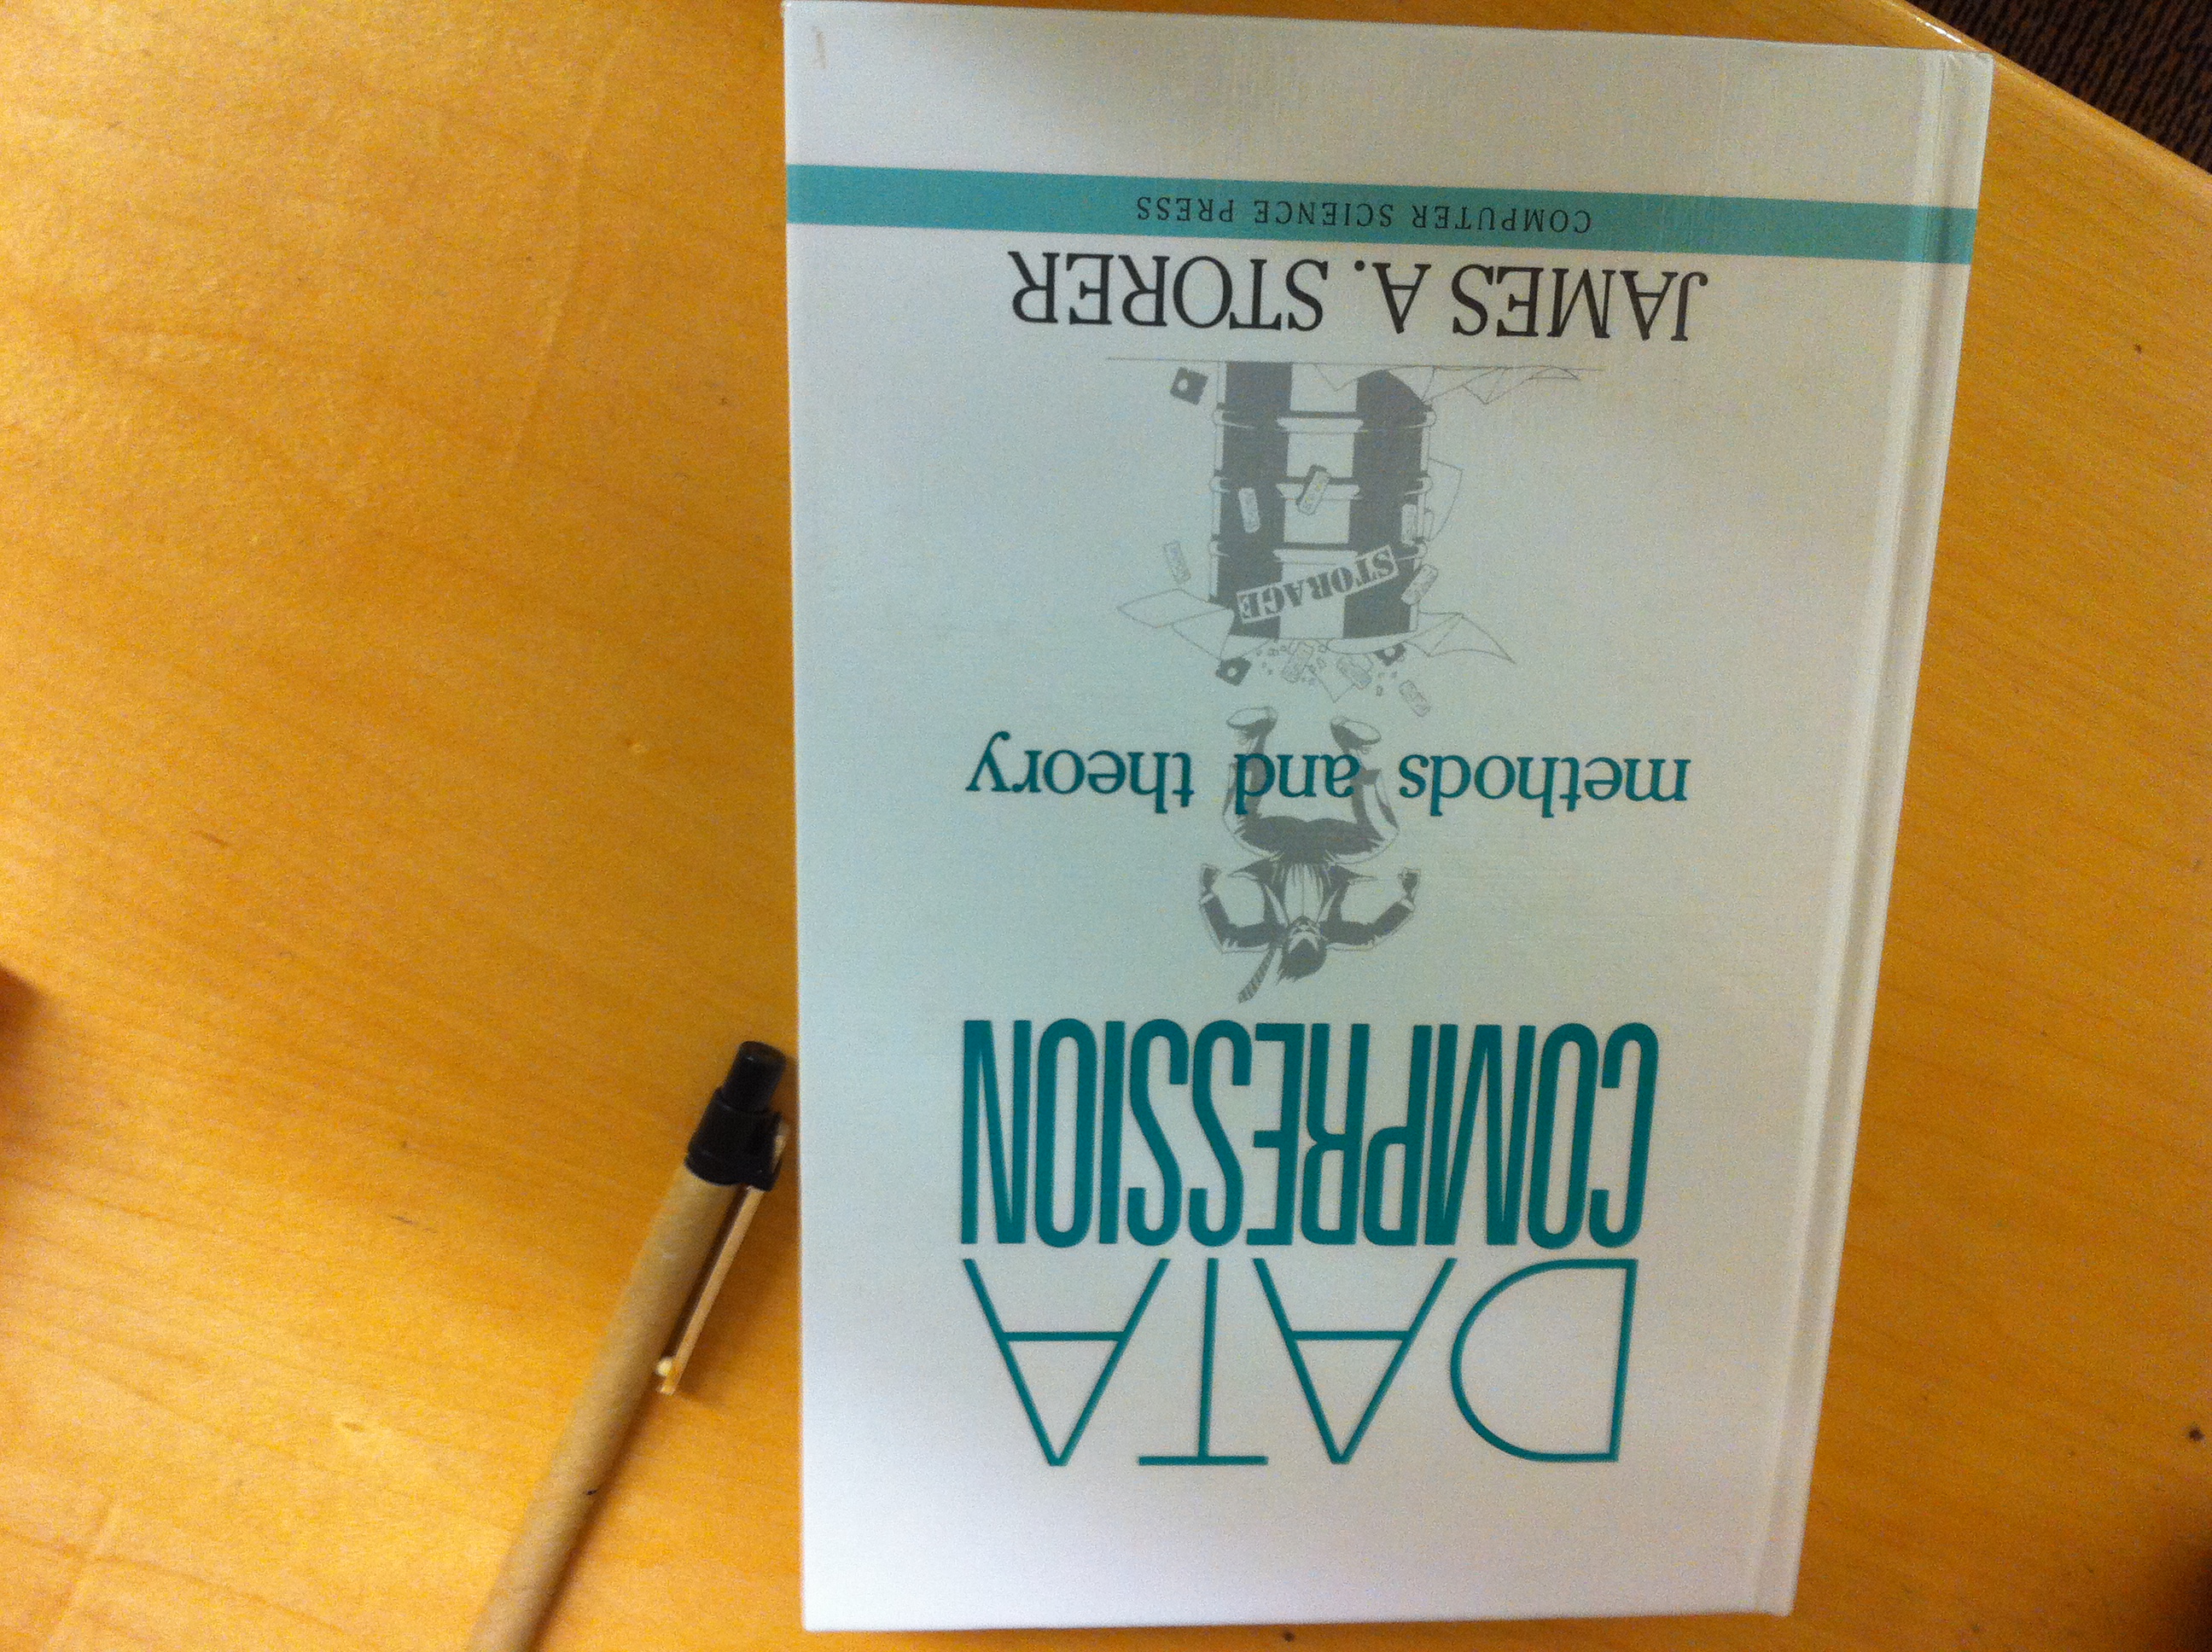 DATA
COMPRESSION
methods and theory
STORAGE
JAMES A. STORER
COMPUTER SCIENCE PRESS